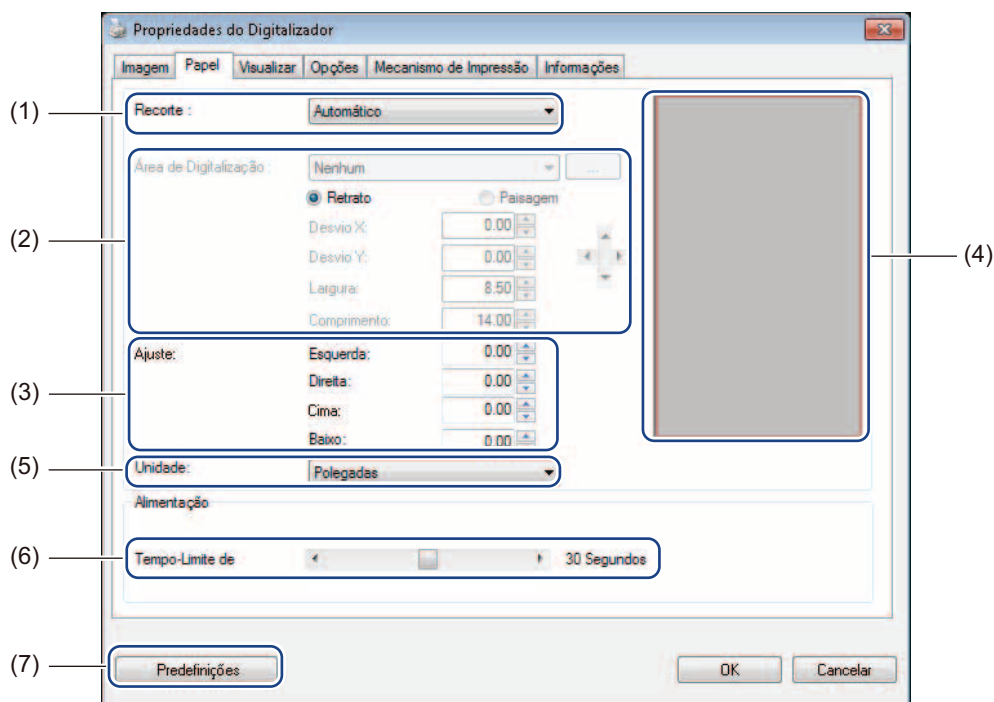 Propriedades do Digitalizador
Imagem Papel Visualizar Opções Mecanismo de Impressão Informações
(1) Recorte : Automático
Área de Digitalização : Nenhum ...
Retrato Paisagem
Desvio X: 0.00
(2) Desvio Y: 0.00 (4)
Largura: 8.50
Comprimento: 14.00
Ajuste: Esquerda: 0.00
Direita: 0.00
(3) Cima: 0.00
Baixo: 0.00
(5) Unidade: Polegadas
Alimentação
(6) Tempo-Limite de 30 Segundos
(7) Predefinições OK Cancelar